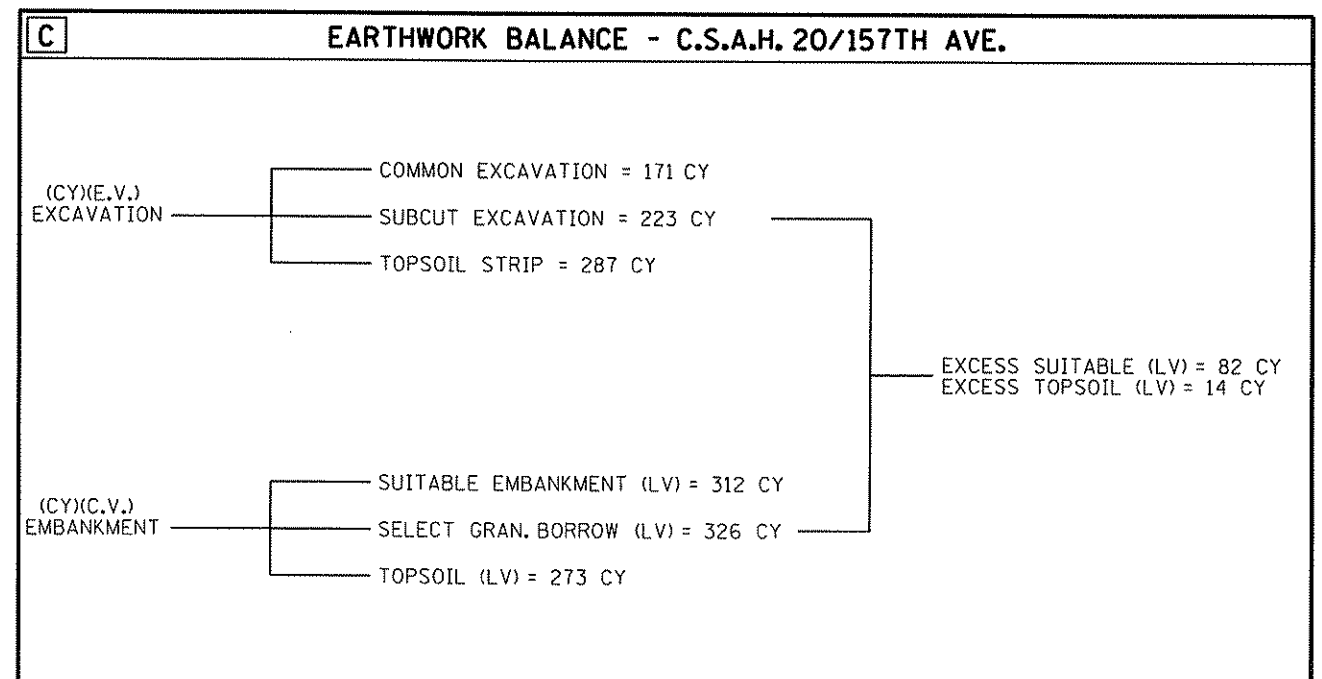 C
EARTHWORK BALANCE - C.S.A.H. 20/157TH AVE.
(CY)(E.V.)
EXCAVATION
COMMON EXCAVATION = 171 CY
SUBCUT EXCAVATION = 223 CY
TOPSOIL STRIP = 287 CY
EXCESS SUITABLE (LV) = 82 CY
EXCESS TOPSOIL (LV) = 14 CY
(CY)(C.V.)
EMBANKMENT
SUITABLE EMBANKMENT (LV) = 312 CY
SELECT GRAN. BORROW (LV) = 326 CY
TOPSOIL (LV) = 273 CY